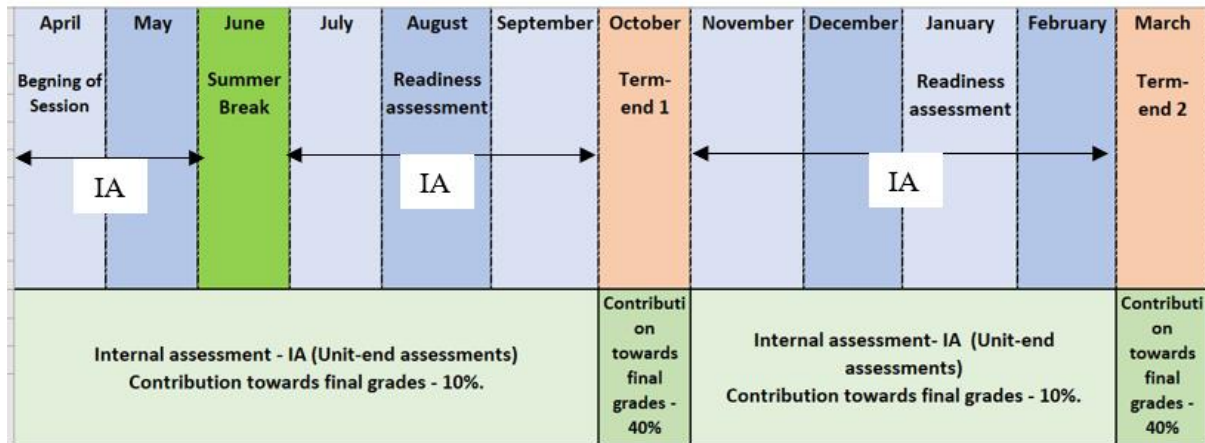 April May June July August September October November December January February March
Begning of Session
Summer Break
Readiness assessment
Term-end 1
Readiness assessment
Term-end 2
IA
IA
IA
Internal assessment - IA (Unit-end assessments)
Contribution towards final grades - 10%.
Contributi
on
towards
final
grades -
40%
Internal assessment- IA (Unit-end
assessments)
Contribution towards final grades - 10%.
Contributi
on
towards
final
grades -
40%